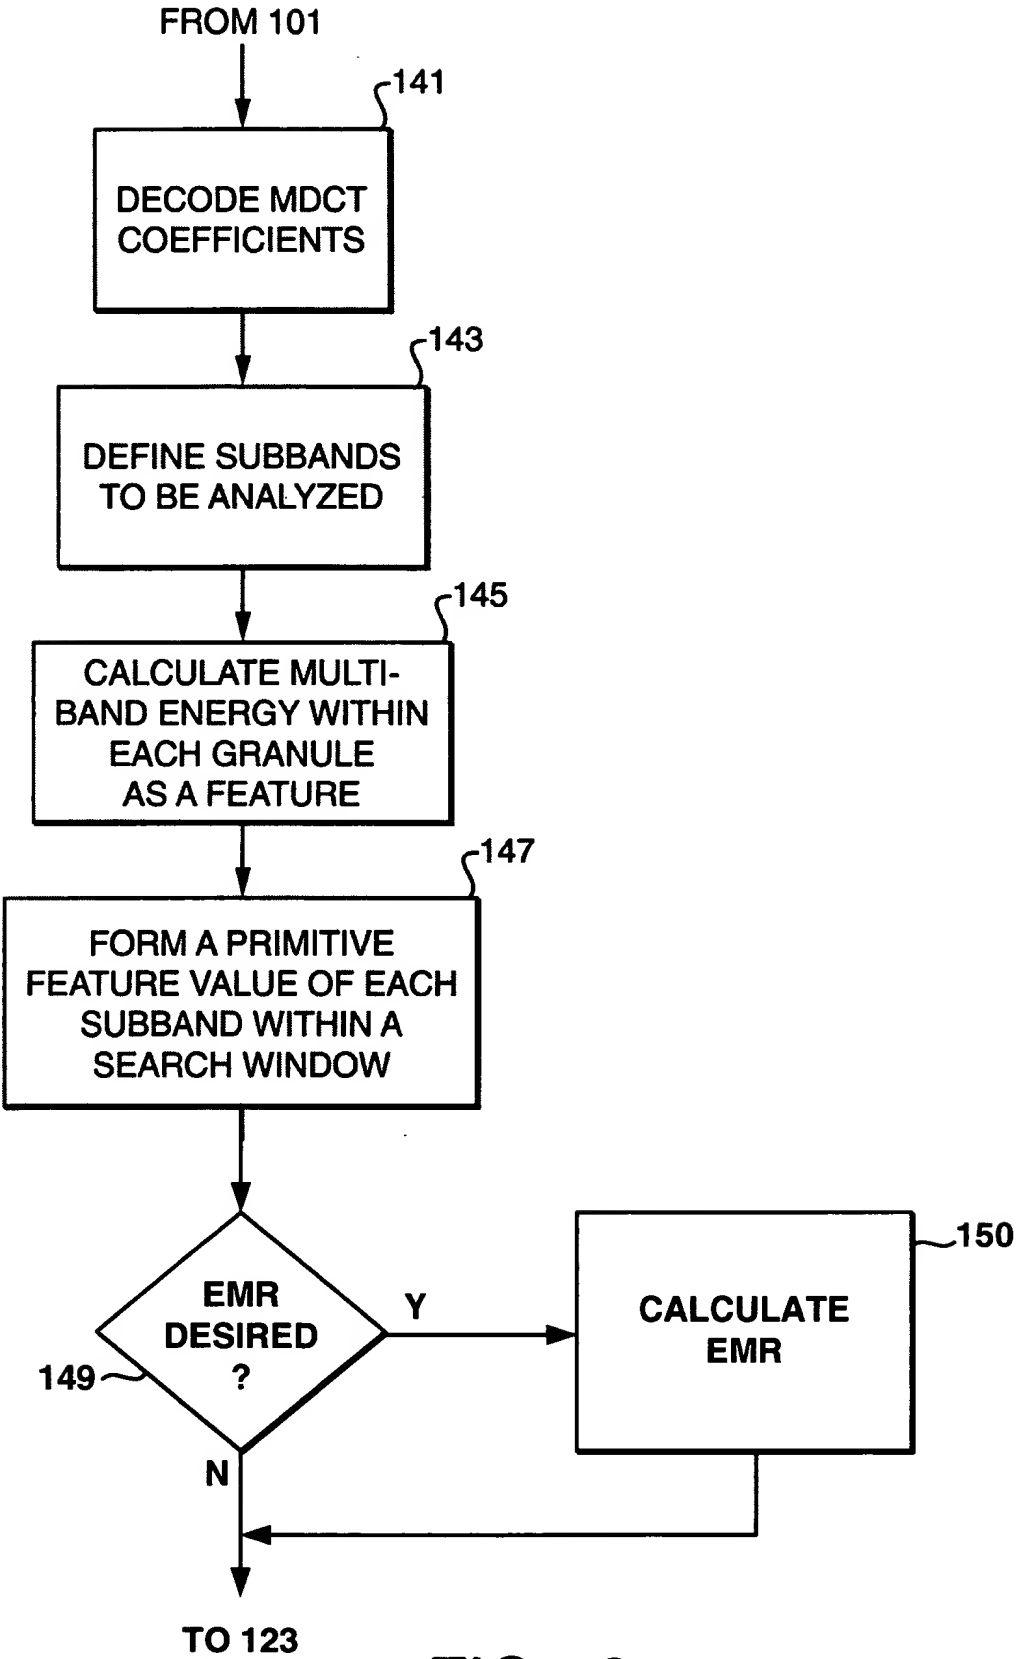 FROM 101
141
DECODE MDCT
COEFFICIENTS
143
DEFINE SUBBANDS
TO BE ANALYZED
145
CALCULATE MULTI-
BAND ENERGY WITHIN
EACH GRANULE
AS A FEATURE
147
FORM A PRIMITIVE
FEATURE VALUE OF EACH
SUBBAND WITHIN A
SEARCH WINDOW
EMR
DESIRED
?
149
Y
N
150
CALCULATE
EMR
TO 123